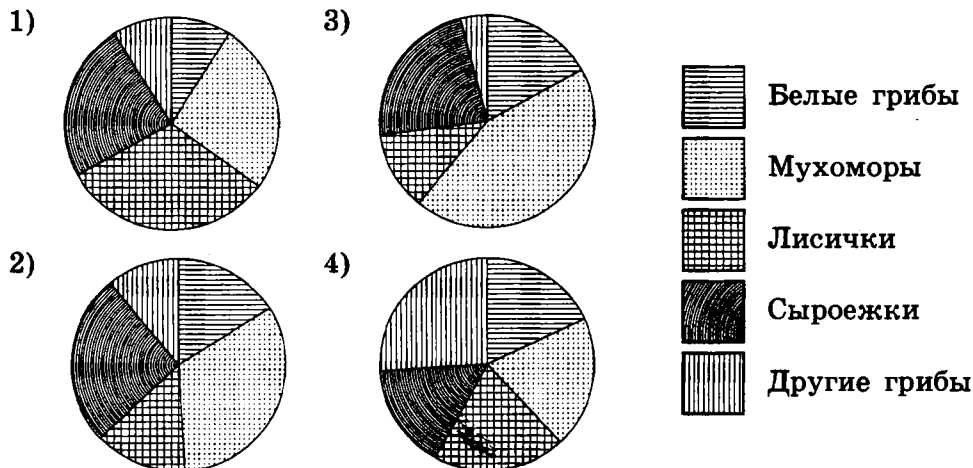 1)
3)
2)
4)
Белые грибы
Мухоморы
Лисички
Сыроежки
Другие грибы